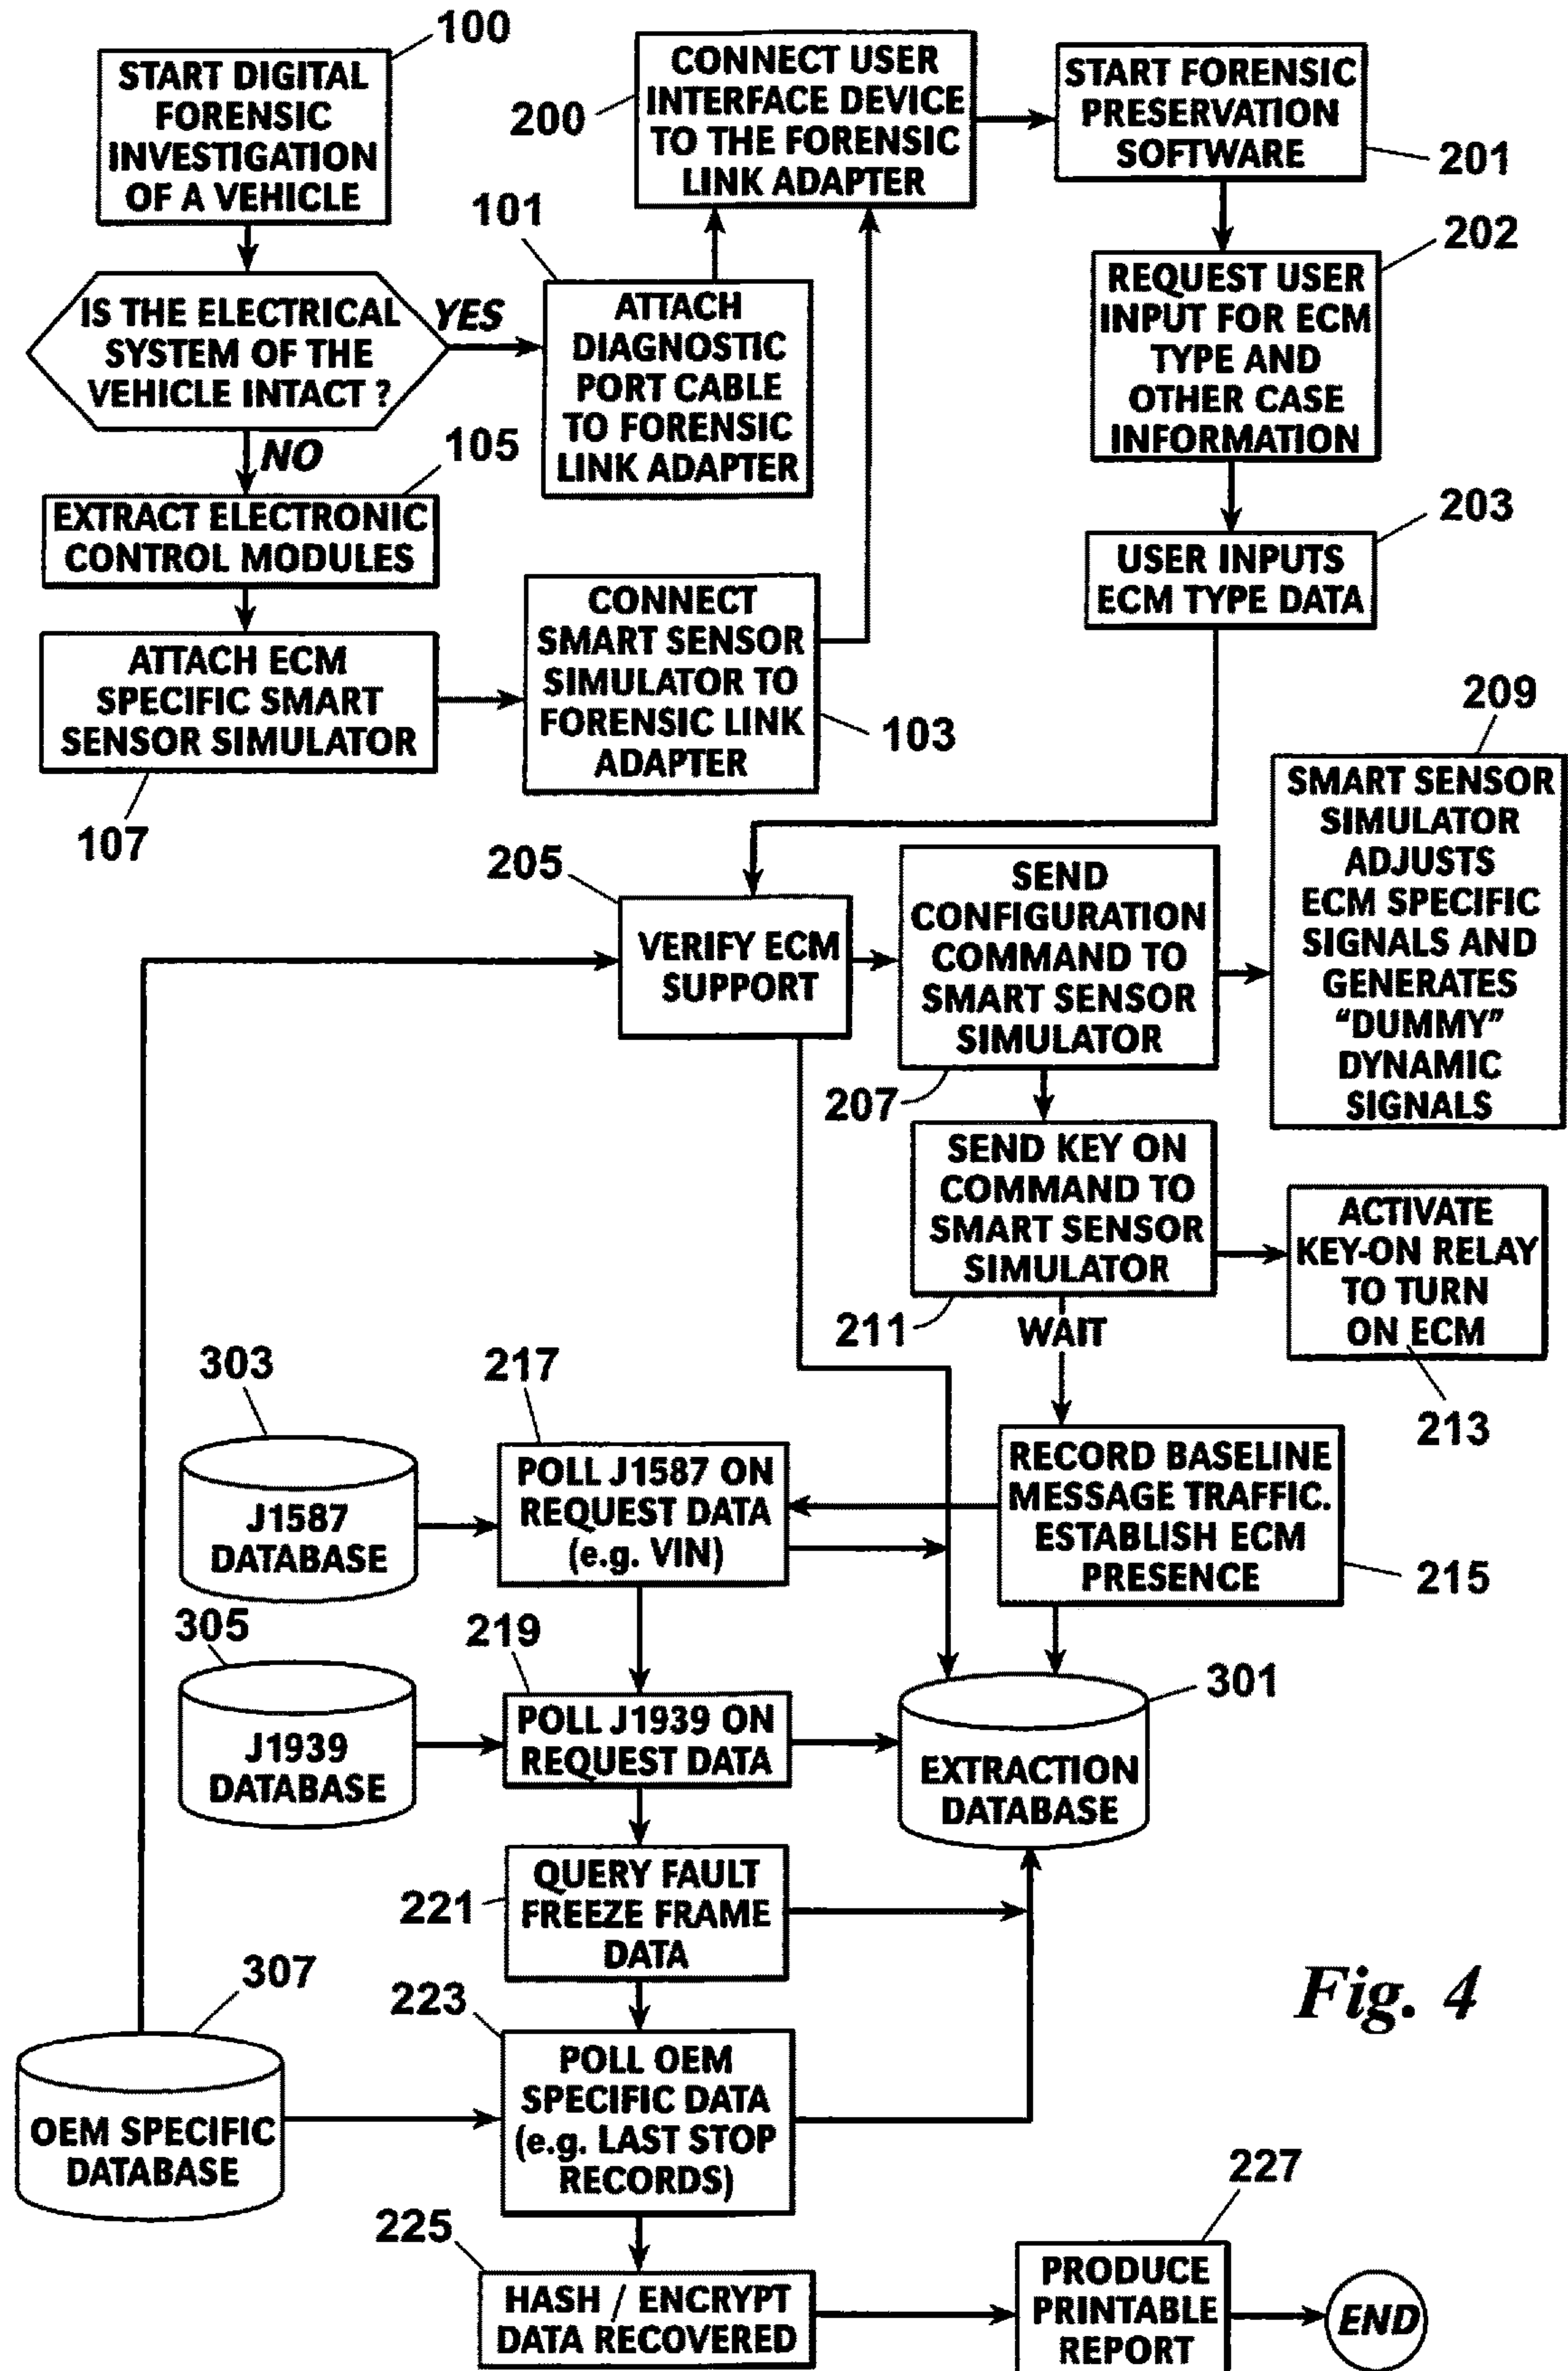 100
START DIGITAL
FORENSIC
INVESTIGATION
OF A VEHICLE
IS THE ELECTRICAL
SYSTEM OF THE
VEHICLE INTACT ?
YES
NO
101
ATTACH
DIAGNOSTIC
PORT CABLE
TO FORENSIC
LINK ADAPTER
105
EXTRACT ELECTRONIC
CONTROL MODULES
ATTACH ECM
SPECIFIC SMART
SENSOR SIMULATOR
107
CONNECT
SMART SENSOR
SIMULATOR TO
FORENSIC LINK
ADAPTER
103
200
CONNECT USER
INTERFACE DEVICE
TO THE FORENSIC
LINK ADAPTER
START FORENSIC
PRESERVATION
SOFTWARE
201
202
REQUEST USER
INPUT FOR ECM
TYPE AND
OTHER CASE
INFORMATION
203
USER INPUTS
ECM TYPE DATA
205
VERIFY ECM
SUPPORT
SEND
CONFIGURATION
COMMAND TO
SMART SENSOR
SIMULATOR
207
209
SMART SENSOR
SIMULATOR
ADJUSTS
ECM SPECIFIC
SIGNALS AND
GENERATES
“DUMMY”
DYNAMIC
SIGNALS
SEND KEY ON
COMMAND TO
SMART SENSOR
SIMULATOR
211
WAIT
ACTIVATE
KEY-ON RELAY
TO TURN
ON ECM
213
RECORD BASELINE
MESSAGE TRAFFIC.
ESTABLISH ECM
PRESENCE
215
303
J1587
DATABASE
217
POLL J1587 ON
REQUEST DATA
(e.g. VIN)
305
J1939
DATABASE
219
POLL J1939 ON
REQUEST DATA
301
EXTRACTION
DATABASE
221
QUERY FAULT
FREEZE FRAME
DATA
307
OEM SPECIFIC
DATABASE
223
POLL OEM
SPECIFIC DATA
(e.g. LAST STOP
RECORDS)
225
HASH / ENCRYPT
DATA RECOVERED
227
PRODUCE
PRINTABLE
REPORT
END
Fig. 4